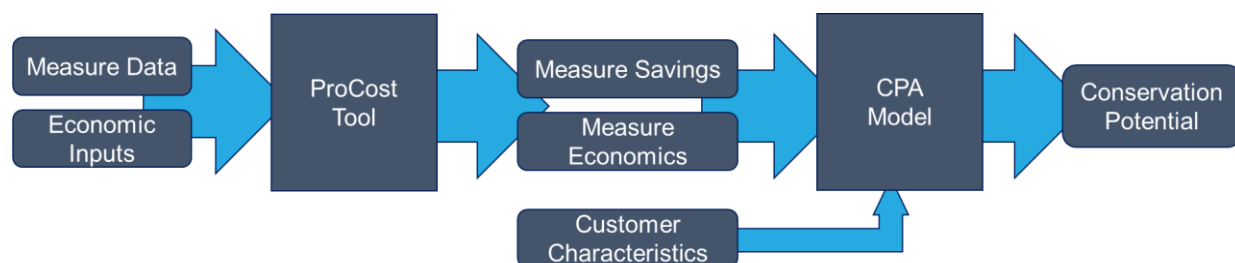 Measure Data
Economic
Inputs
ProCost
Tool
Measure Savings
Measure
Economics
Customer
Characteristics
CPA
Model
Conservation
Potential